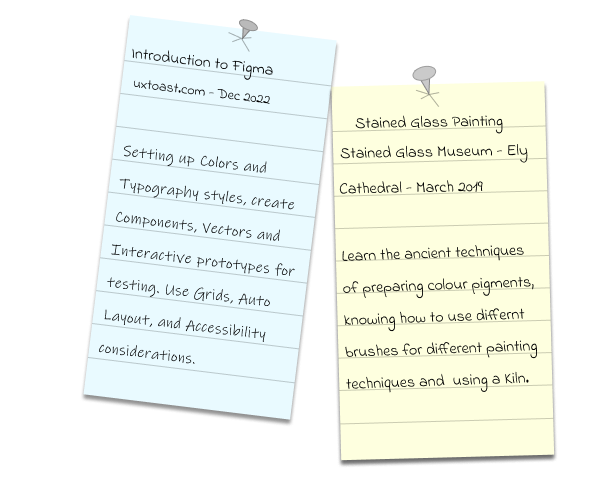 Introduction to Figma
uxtoast.com - Dec 2022
Setting up Colors and
Typography styles, create
Components, Vectors and
Interactive prototypes for
testing. Use Grids, Auto
Layout, and Accessibility
considerations.
Stained Glass Painting
Stained Glass Museum - Ely
Cathedral - March 2019
Learn the ancient techniques
of preparing colour pigments,
knowing how to use differnt
brushes for different painting
techniques and using a Kiln.